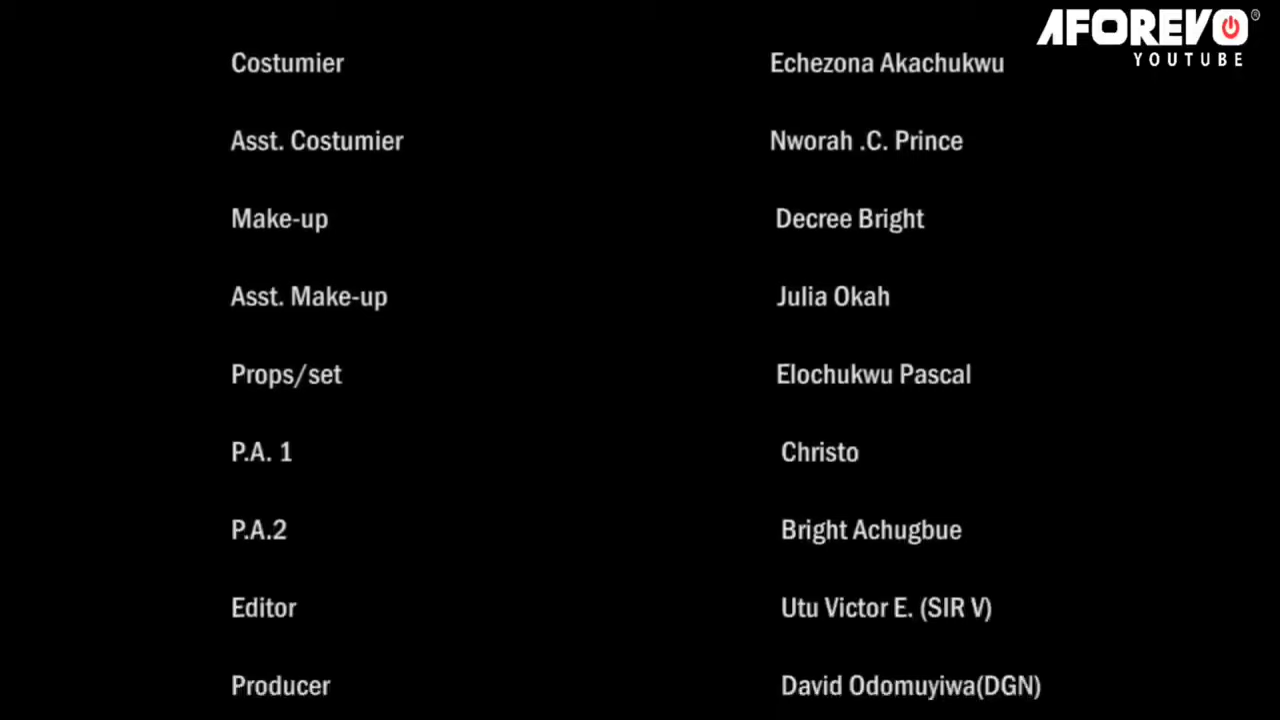 AFOREVO®
YOUTUBE
Costumier Echezona Akachukwu
Asst. Costumier Nworah .C. Prince
Make-up Decree Bright
Asst. Make-up Julia Okah
Props/set Elochukwu Pascal
P.A. 1 Christo
P.A.2 Bright Achugbue
Editor Utu Victor E. (SIR V)
Producer David Odomuyiwa(DGN)